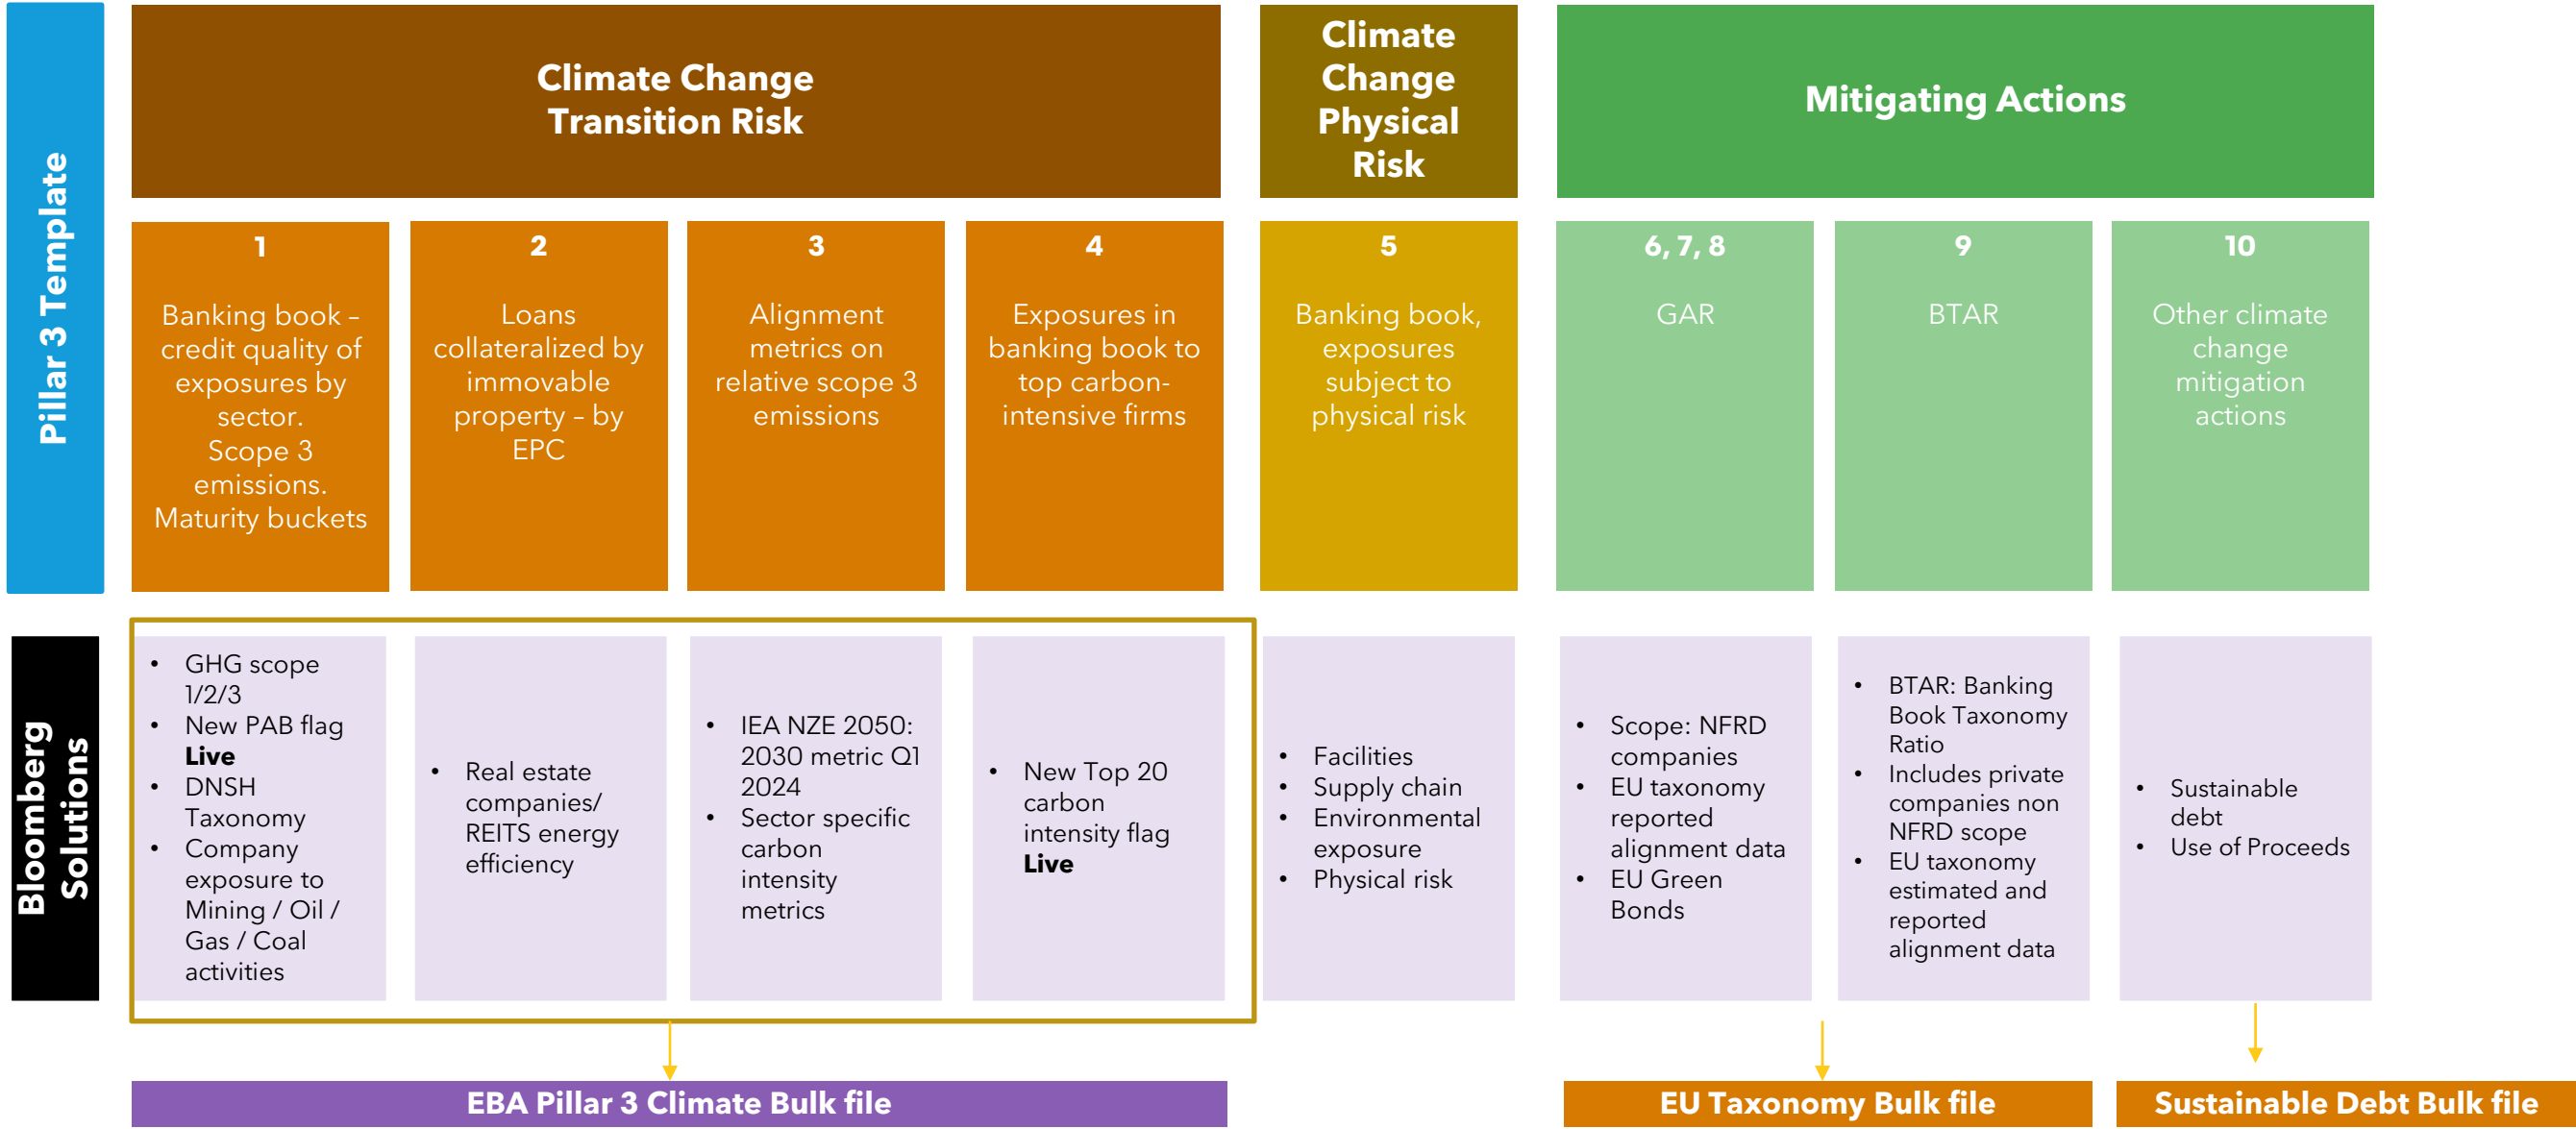 Pillar 3 Template
Climate Change
Transition Risk
Climate
Change
Physical
Risk
Mitigating Actions
1
Banking book –
credit quality of
exposures by
sector.
Scope 3
emissions.
Maturity buckets
2
Loans
collateralized by
immovable
property – by
EPC
3
Alignment
metrics on
relative scope 3
emissions
4
Exposures in
banking book to
top carbon-
intensive firms
5
Banking book,
exposures
subject to
physical risk
6, 7, 8
GAR
9
BTAR
10
Other climate
change
mitigation
actions
Bloomberg
Solutions
• GHG scope
1/2/3
• New PAB flag
Live
• DNSH
Taxonomy
• Company
exposure to
Mining / Oil /
Gas / Coal
activities
• Real estate
companies/
REITS energy
efficiency
• IEA NZE 2050:
2030 metric Q1
2024
• Sector specific
carbon
intensity
metrics
• New Top 20
carbon
intensity flag
Live
• Facilities
• Supply chain
• Environmental
exposure
• Physical risk
• Scope: NFRD
companies
• EU taxonomy
reported
alignment data
• EU Green
Bonds
• BTAR: Banking
Book Taxonomy
Ratio
• Includes private
companies non
NFRD scope
• EU taxonomy
estimated and
reported
alignment data
• Sustainable
debt
• Use of Proceeds
EBA Pillar 3 Climate Bulk file
EU Taxonomy Bulk file
Sustainable Debt Bulk file